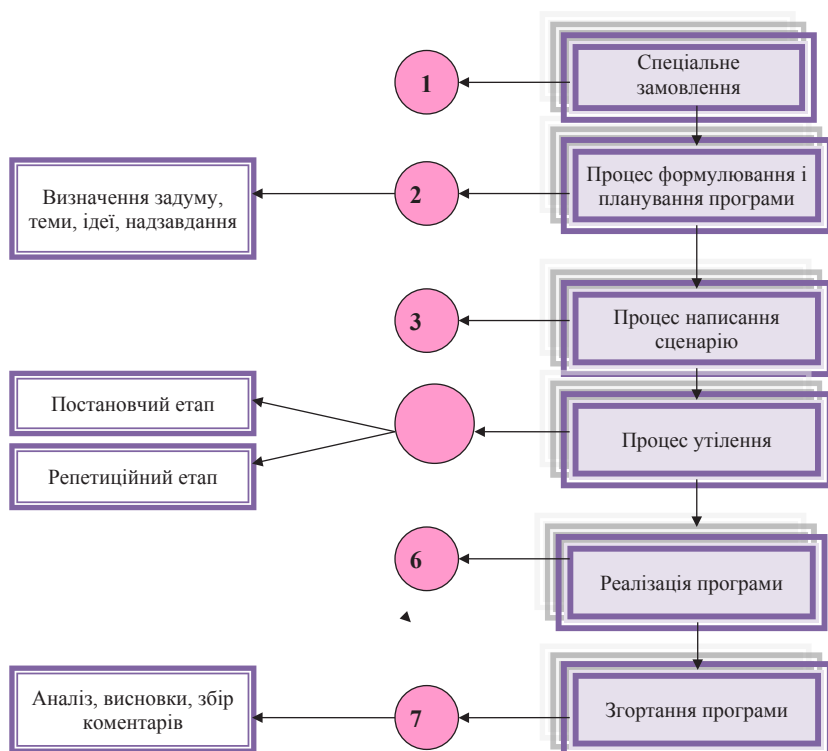 1
Спеціальне
замовлення
Визначення задуму,
теми, ідеї, надзавдання
2
Процес формулювання і
планування програми
3
Процес написання
сценарію
Постановчий етап
Репетиційний етап
Процес утілення
6
Реалізація програми
Аналіз, висновки, збір
коментарів
7
Згортання програми